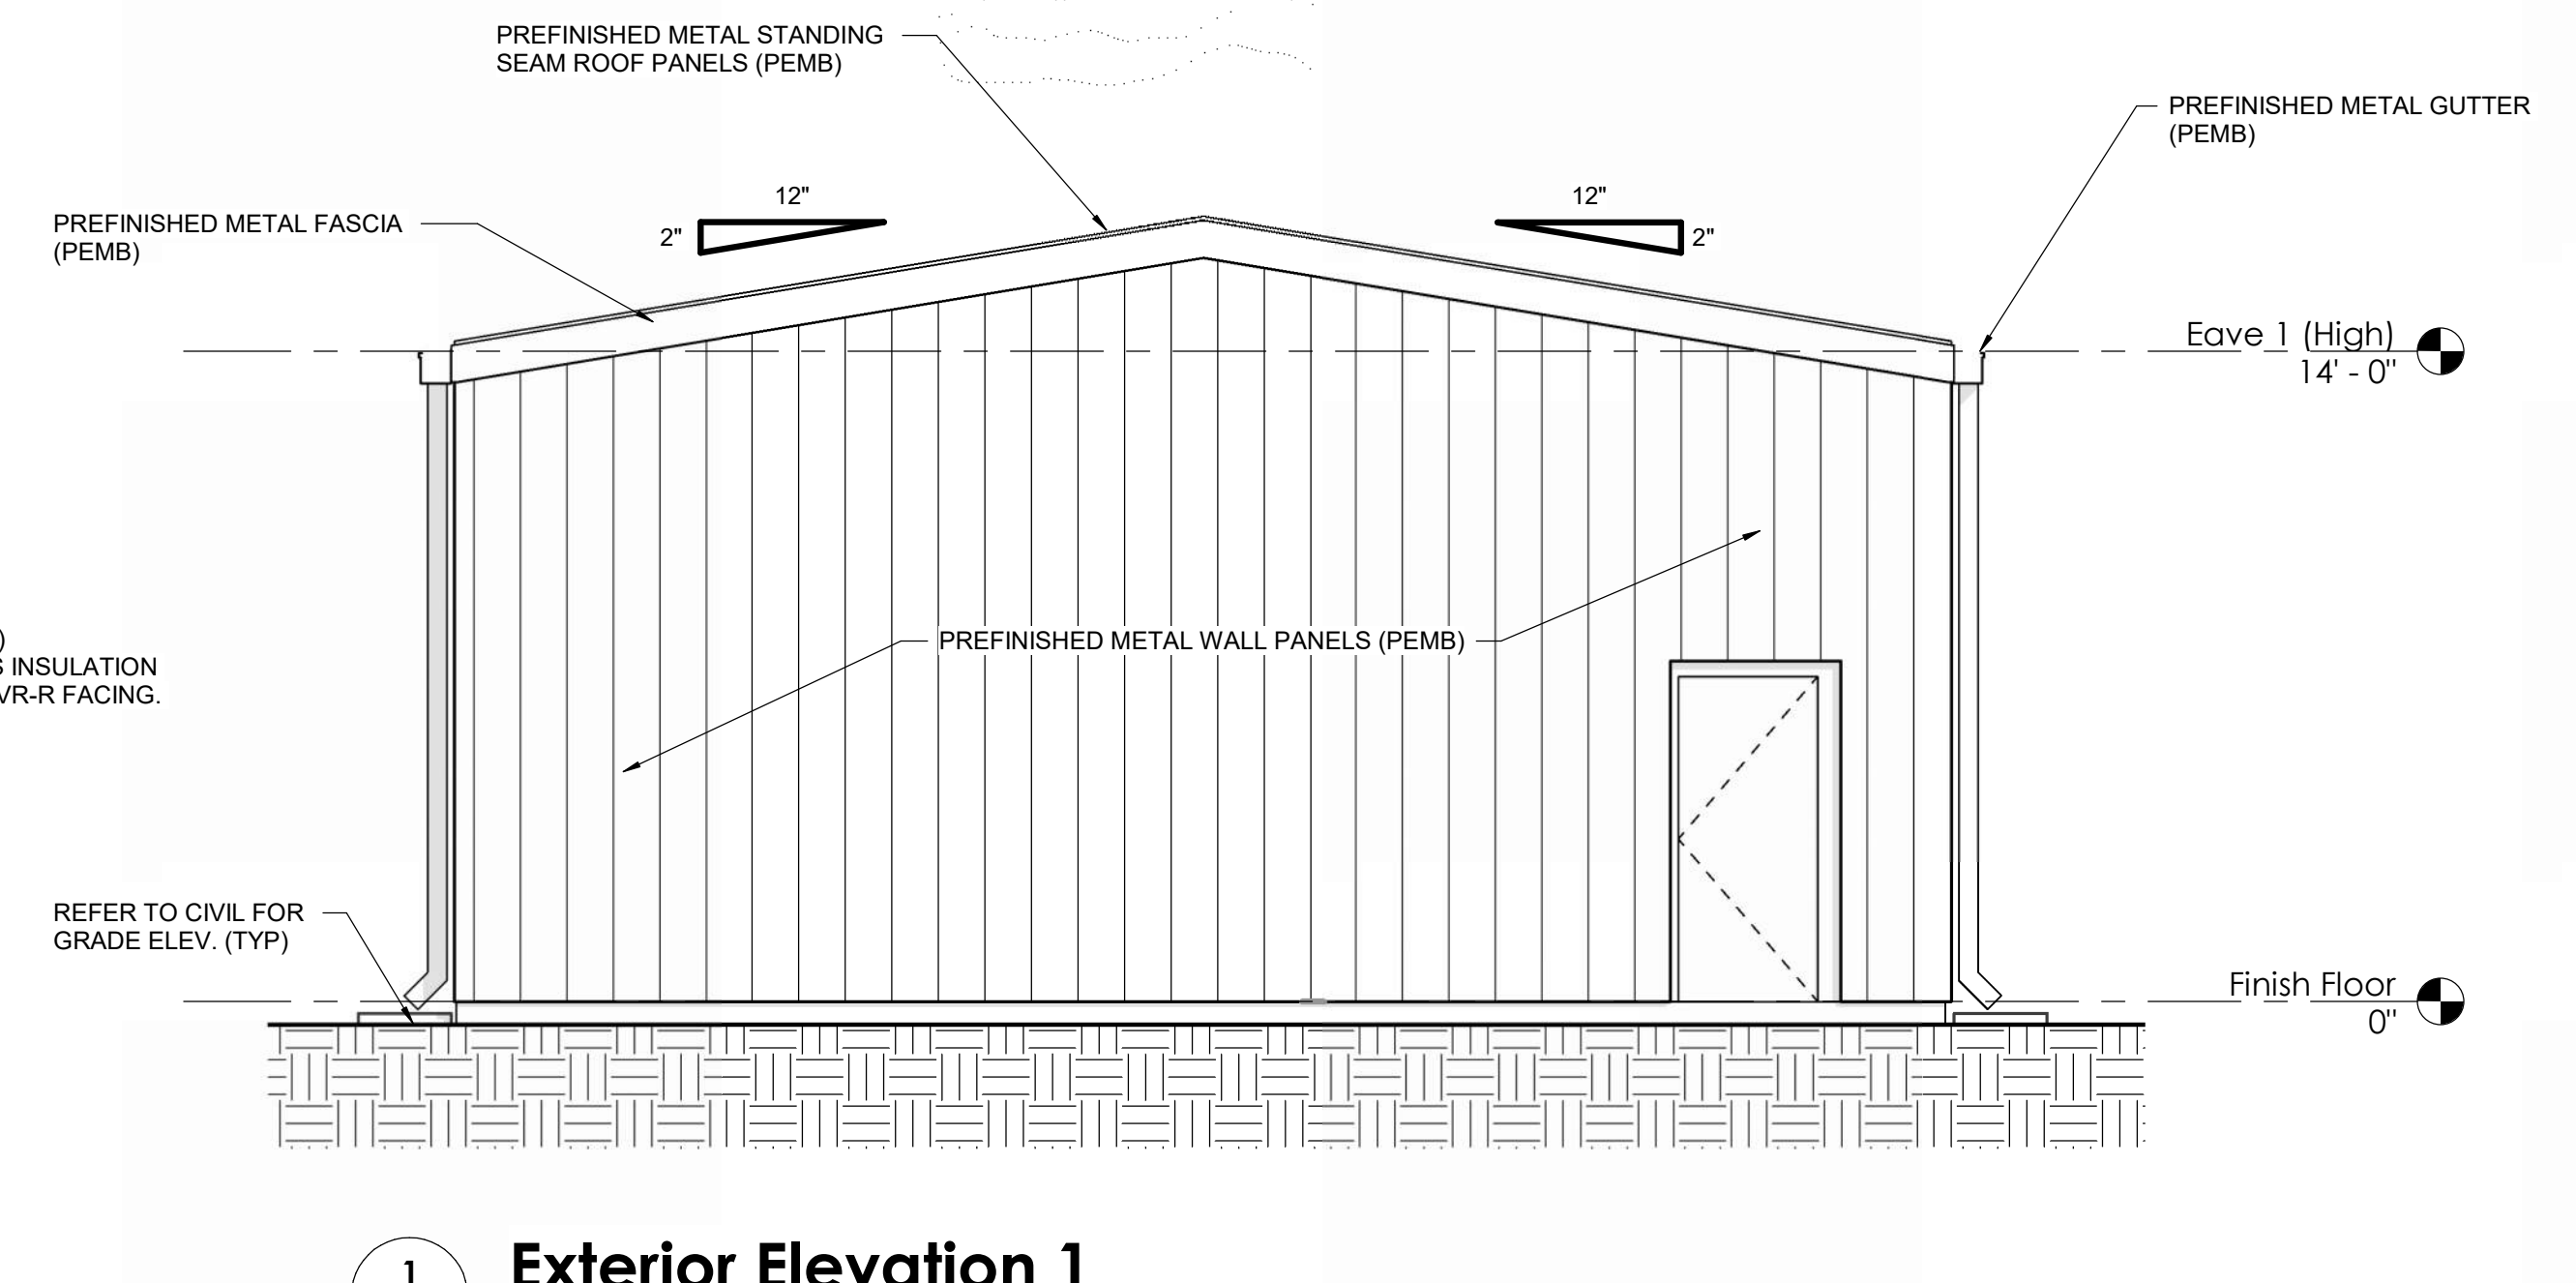 PREFINISHED METAL STANDING
SEAM ROOF PANELS (PEMB)
PREFINISHED METAL GUTTER
(PEMB)
12"
2"
12"
2"
PREFINISHED METAL FASCIA
(PEMB)
Eave 1 (High)
14' - 0"
PREFINISHED METAL WALL PANELS (PEMB)
)
S INSULATION
VR-R FACING.
REFER TO CIVIL FOR
GRADE ELEV. (TYP)
Finish Floor
0"
1
Exterior Elevation 1